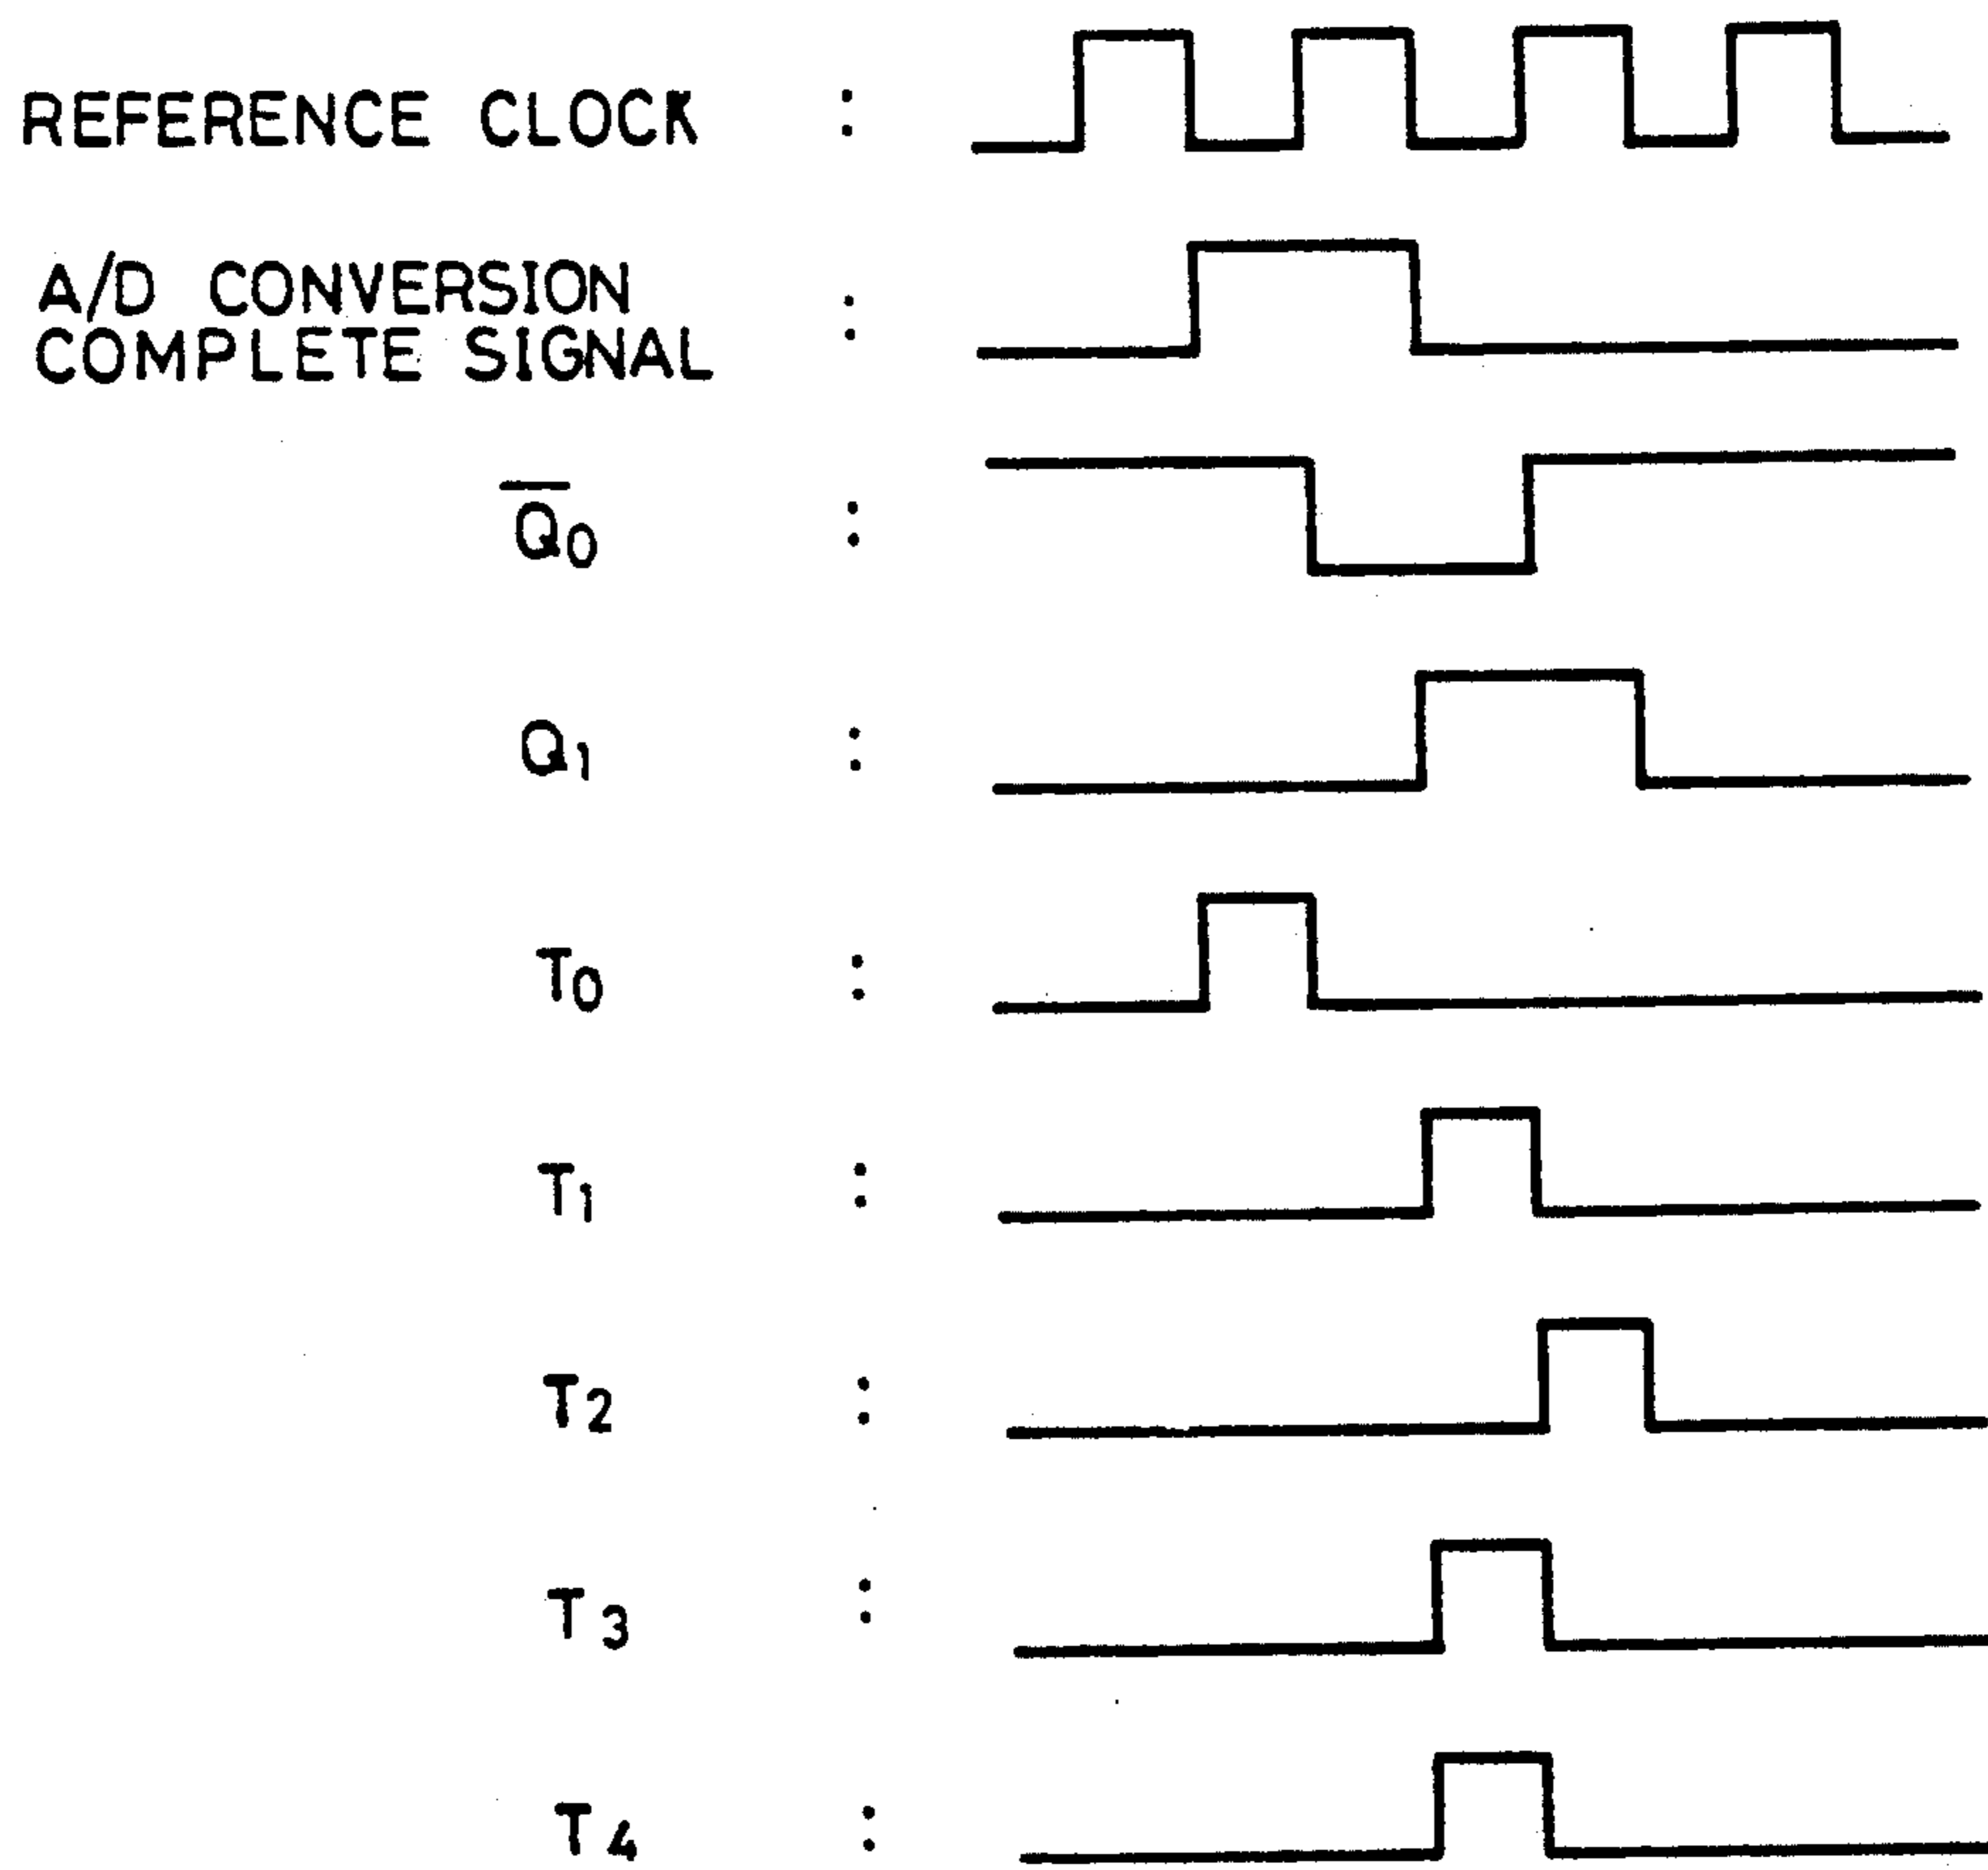 REFERENCE CLOCK :
A/D CONVERSION
COMPLETE SIGNAL :
Q̅0 :
Q1 :
T0 :
T1 :
T2 :
T3 :
T4 :